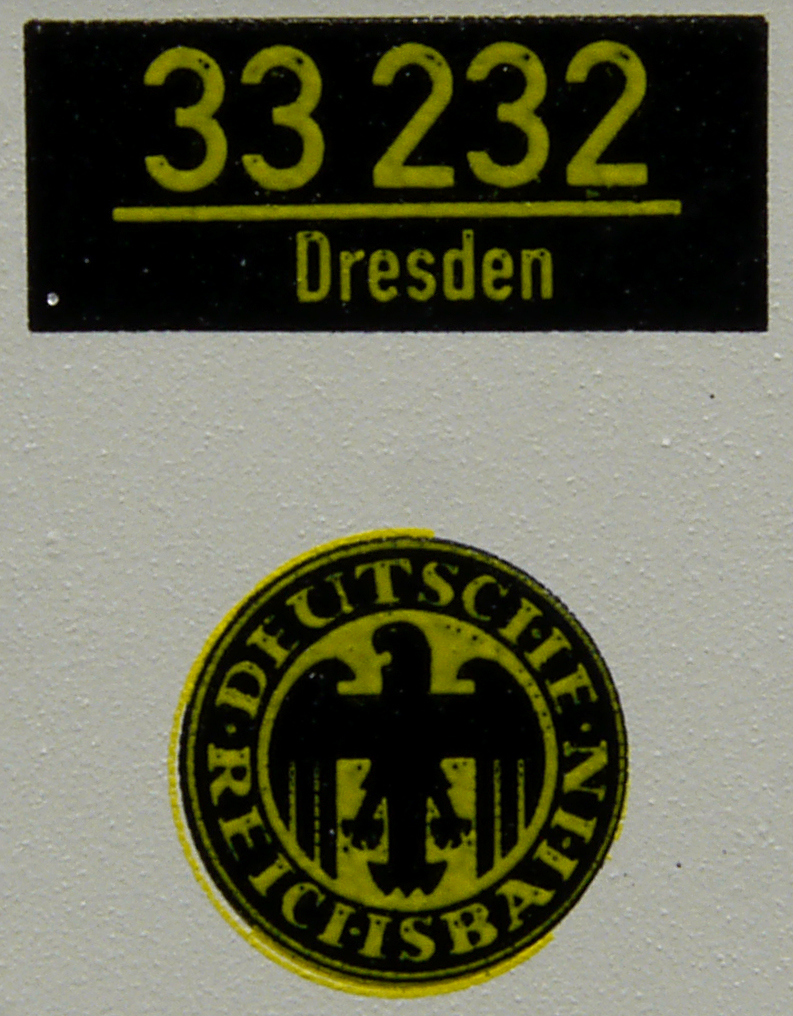 33 232
Dresden
DEUTSCHE
REICHSBAHN